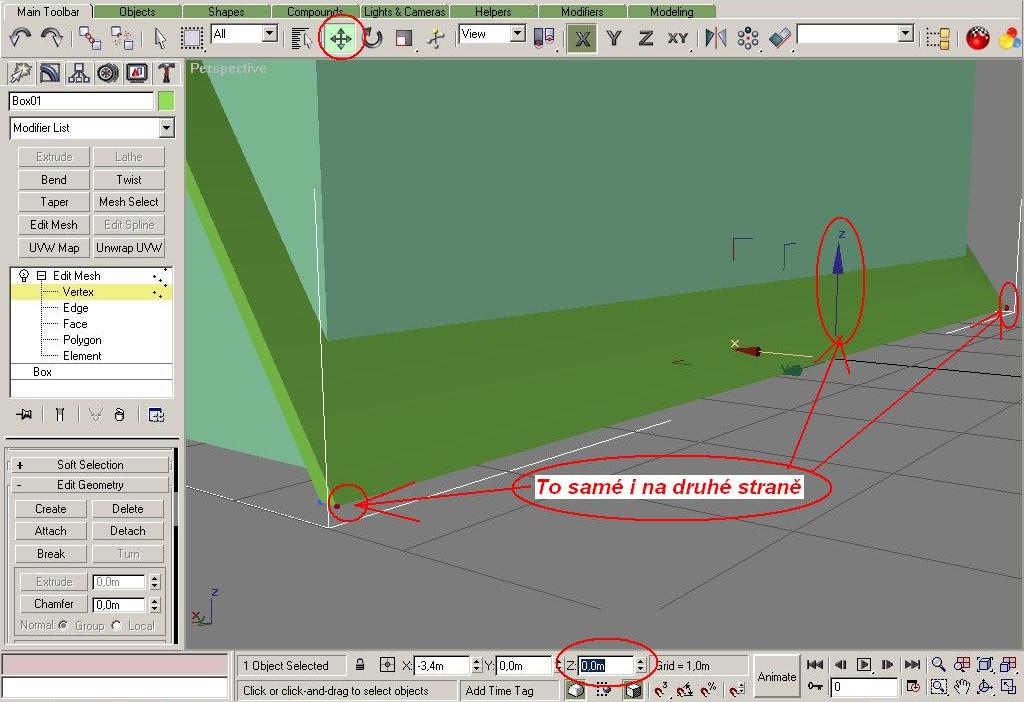 Main Toolbar Objects Shapes Compounds Lights & Cameras Helpers Modifiers Modeling
All View X Y Z XY
Perspective
Box01
Modifier List
Extrude Lathe
Bend Twist
Taper Mesh Select
Edit Mesh Edit Spline
UVW Map Unwrap UVW
Edit Mesh
Vertex
Edge
Face
Polygon
Element
Box
+ Soft Selection
- Edit Geometry
Create Delete
Attach Detach
Break Turn
Extrude 0,0m
Chamfer 0,0m
Normal: Group Local
z
x
y
To samé i na druhé straně
z
x
y
1 Object Selected X: -3,4m Y: 0,0m Z: 0,0m Grid = 1,0m
Click or click-and-drag to select objects Add Time Tag
Animate
0